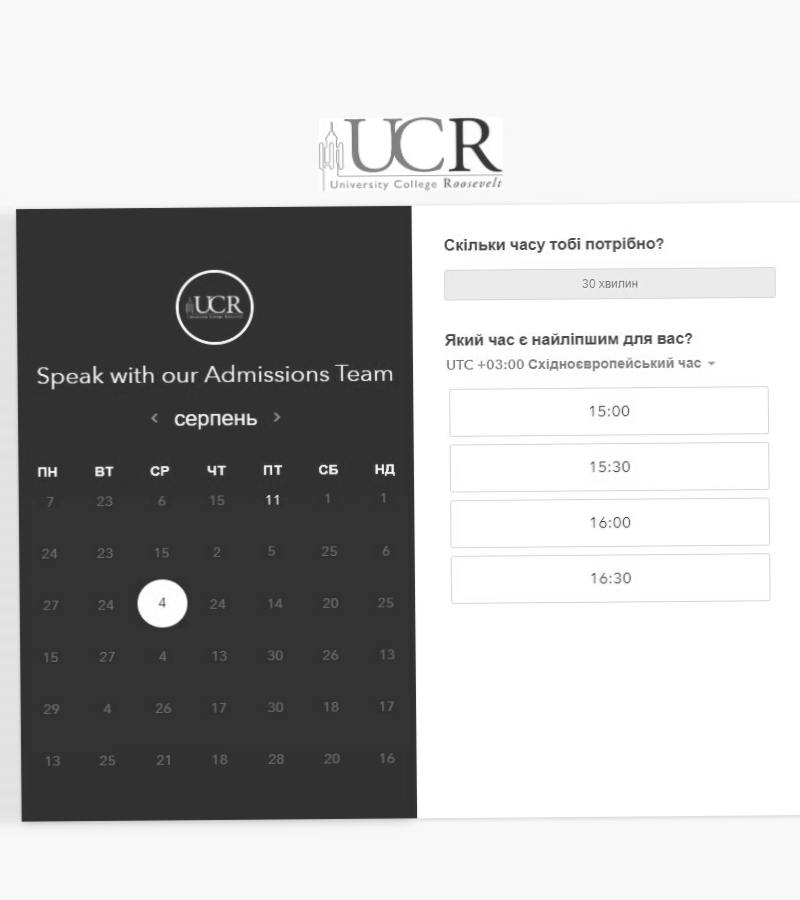 UCR
University College Roosevelt
UCR
Speak with our Admissions Team
‹ серпень ›
ПН ВТ СР ЧТ ПТ СБ НД
7 23 6 15 11 1 1
24 23 15 2 5 25 6
27 24 4 24 14 20 25
15 27 4 13 30 26 13
29 4 26 17 30 18 17
13 25 21 18 28 20 16
Скільки часу тобі потрібно?
30 хвилин
Який час є найліпшим для вас?
UTC +03:00 Східноєвропейський час
15:00
15:30
16:00
16:30